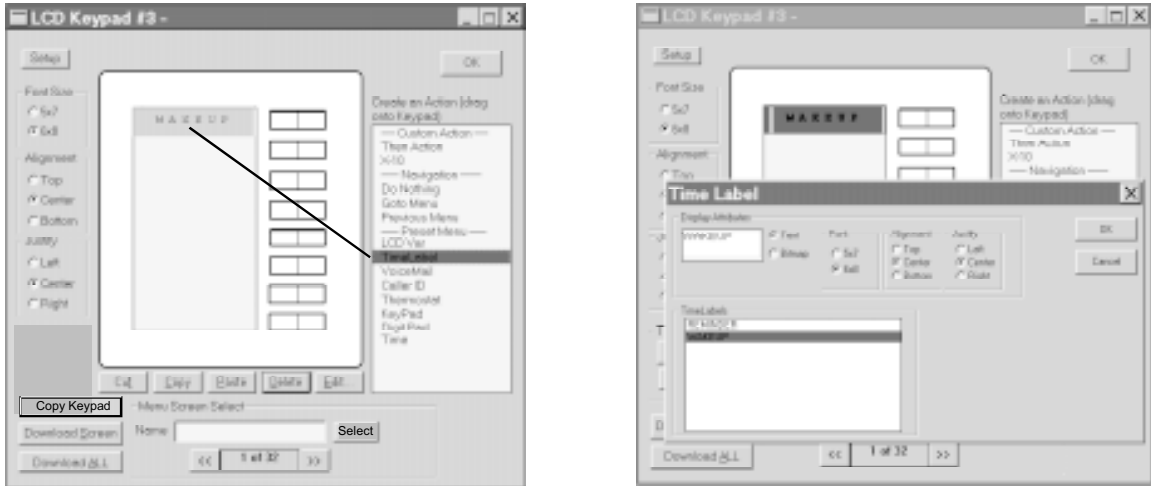 LCD Keypad #3 -
Setup
OK
Font Size
5x7
6x8
Alignment
Top
Center
Bottom
Justify
Left
Center
Right
MAKEUP
Create an Action (drag
onto Keypad)
--- Custom Action ---
Then Action
X-10
--- Navigation ---
Do Nothing
Goto Menu
Previous Menu
--- Preset Menu ---
LCD Var
TimeLabel
VoiceMail
Caller ID
Thermostat
KeyPad
Digit Pad
Time
Cut Copy Paste Delete Edit...
Copy Keypad
Download Screen
Download ALL
Menu Screen Select
Name
Select
<< 1 of 32 >>
LCD Keypad #3 -
Setup
OK
Font Size
5x7
6x8
Alignment
Top
MAKEUP
Create an Action (drag
onto Keypad)
--- Custom Action ---
Then Action
X-10
--- Navigation ---
Time Label
Display Attributes
Text
Bitmap
Font
5x7
6x8
Alignment
Top
Center
Bottom
Justify
Left
Center
Right
OK
Cancel
TimeLabels
REMINDER
WAKEUP
Download ALL
<< 1 of 32 >>